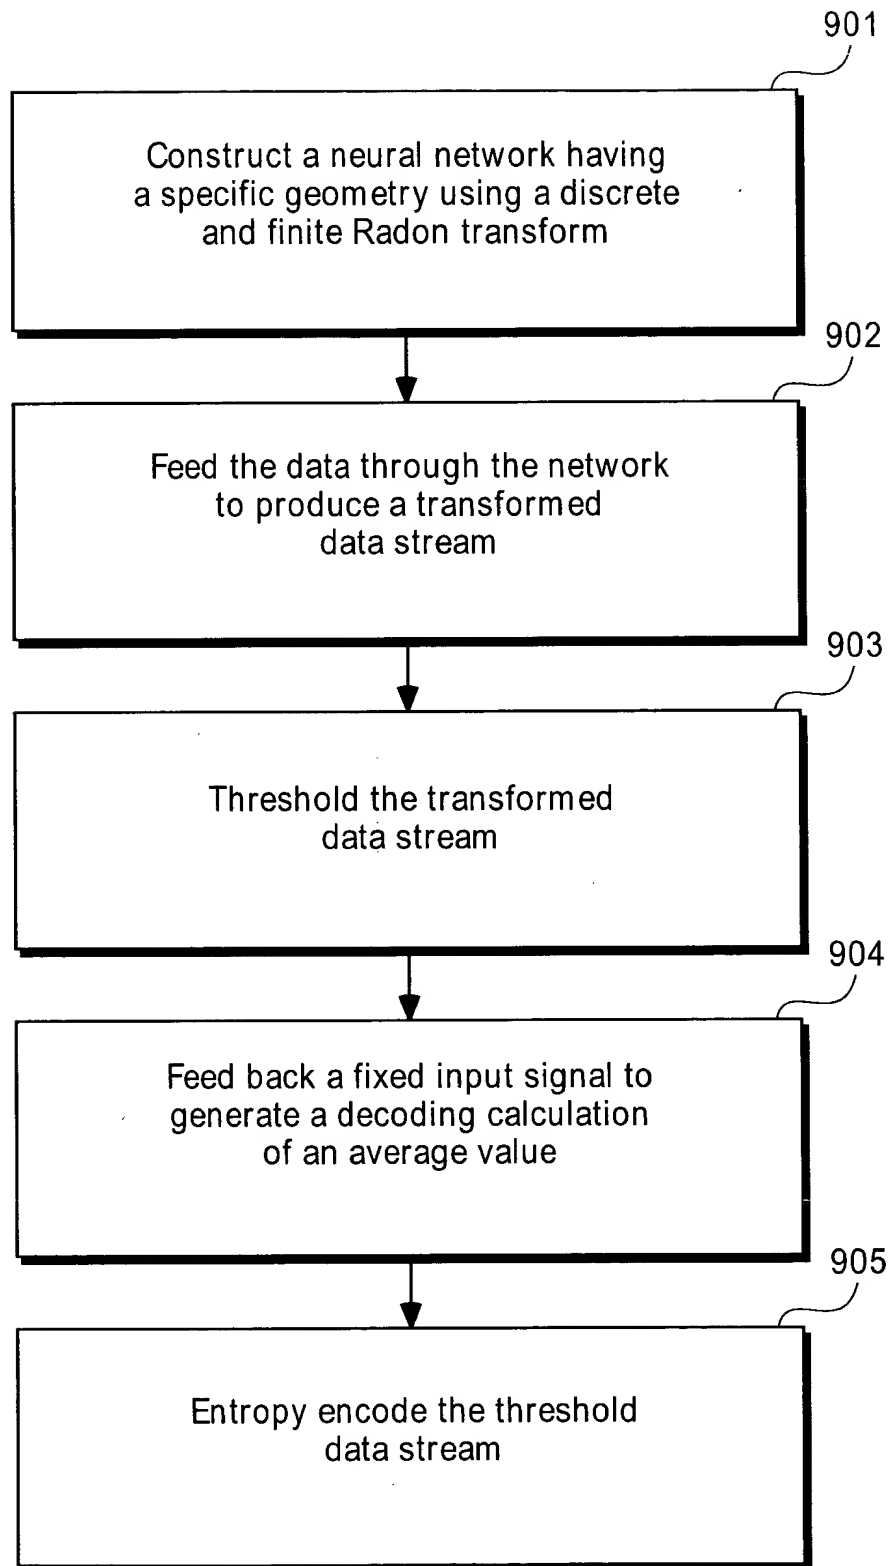 901
Construct a neural network having
a specific geometry using a discrete
and finite Radon transform
902
Feed the data through the network
to produce a transformed
data stream
903
Threshold the transformed
data stream
904
Feed back a fixed input signal to
generate a decoding calculation
of an average value
905
Entropy encode the threshold
data stream